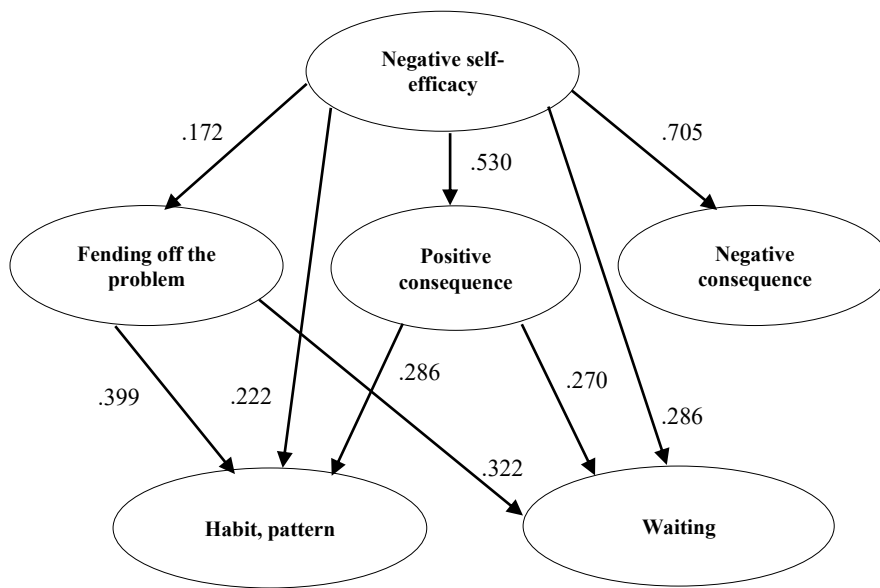 Negative self-
efficacy
.172
.530
.705
Fending off the
problem
Positive
consequence
Negative
consequence
.399
.222
.286
.270
.286
.322
Habit, pattern
Waiting